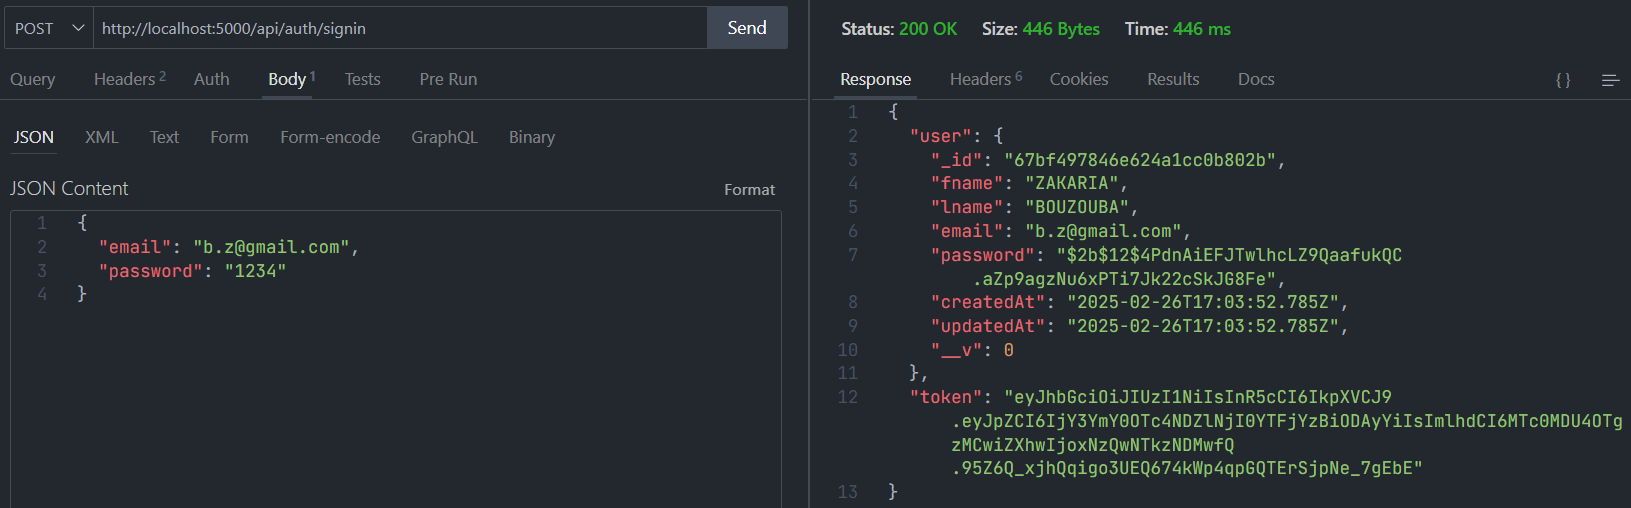 POST http://localhost:5000/api/auth/signin Send
Query Headers 2 Auth Body 1 Tests Pre Run
JSON XML Text Form Form-encode GraphQL Binary
JSON Content Format
1 {
2 "email": "b.z@gmail.com",
3 "password": "1234"
4 }
Status: 200 OK Size: 446 Bytes Time: 446 ms
Response Headers 6 Cookies Results Docs {}
1 {
2 "user": {
3 "_id": "67bf497846e624a1cc0b802b",
4 "fname": "ZAKARIA",
5 "lname": "BOUZOUBA",
6 "email": "b.z@gmail.com",
7 "password": "$2b$12$4PdnAiEFJTwlhcLZ9QaafukQC
.aZp9agzNu6xPTi7Jk22cSkJG8Fe",
8 "createdAt": "2025-02-26T17:03:52.785Z",
9 "updatedAt": "2025-02-26T17:03:52.785Z",
10 "__v": 0
11 },
12 "token": "eyJhbGciOiJIUzI1NiIsInR5cCI6IkpXVCJ9
.eyJpZCI6IjY3YmY0OTc4NDZlNjI0YTFjYzBiODAyYiIsImlhdCI6MTc0MDU4OTg
zMCwiZXhwIjoxNzQwNTkzNDMwfQ
.95Z6Q_xjhQqigo3UEQ674kWp4qpGQTErSjpNe_7gEbE"
13 }